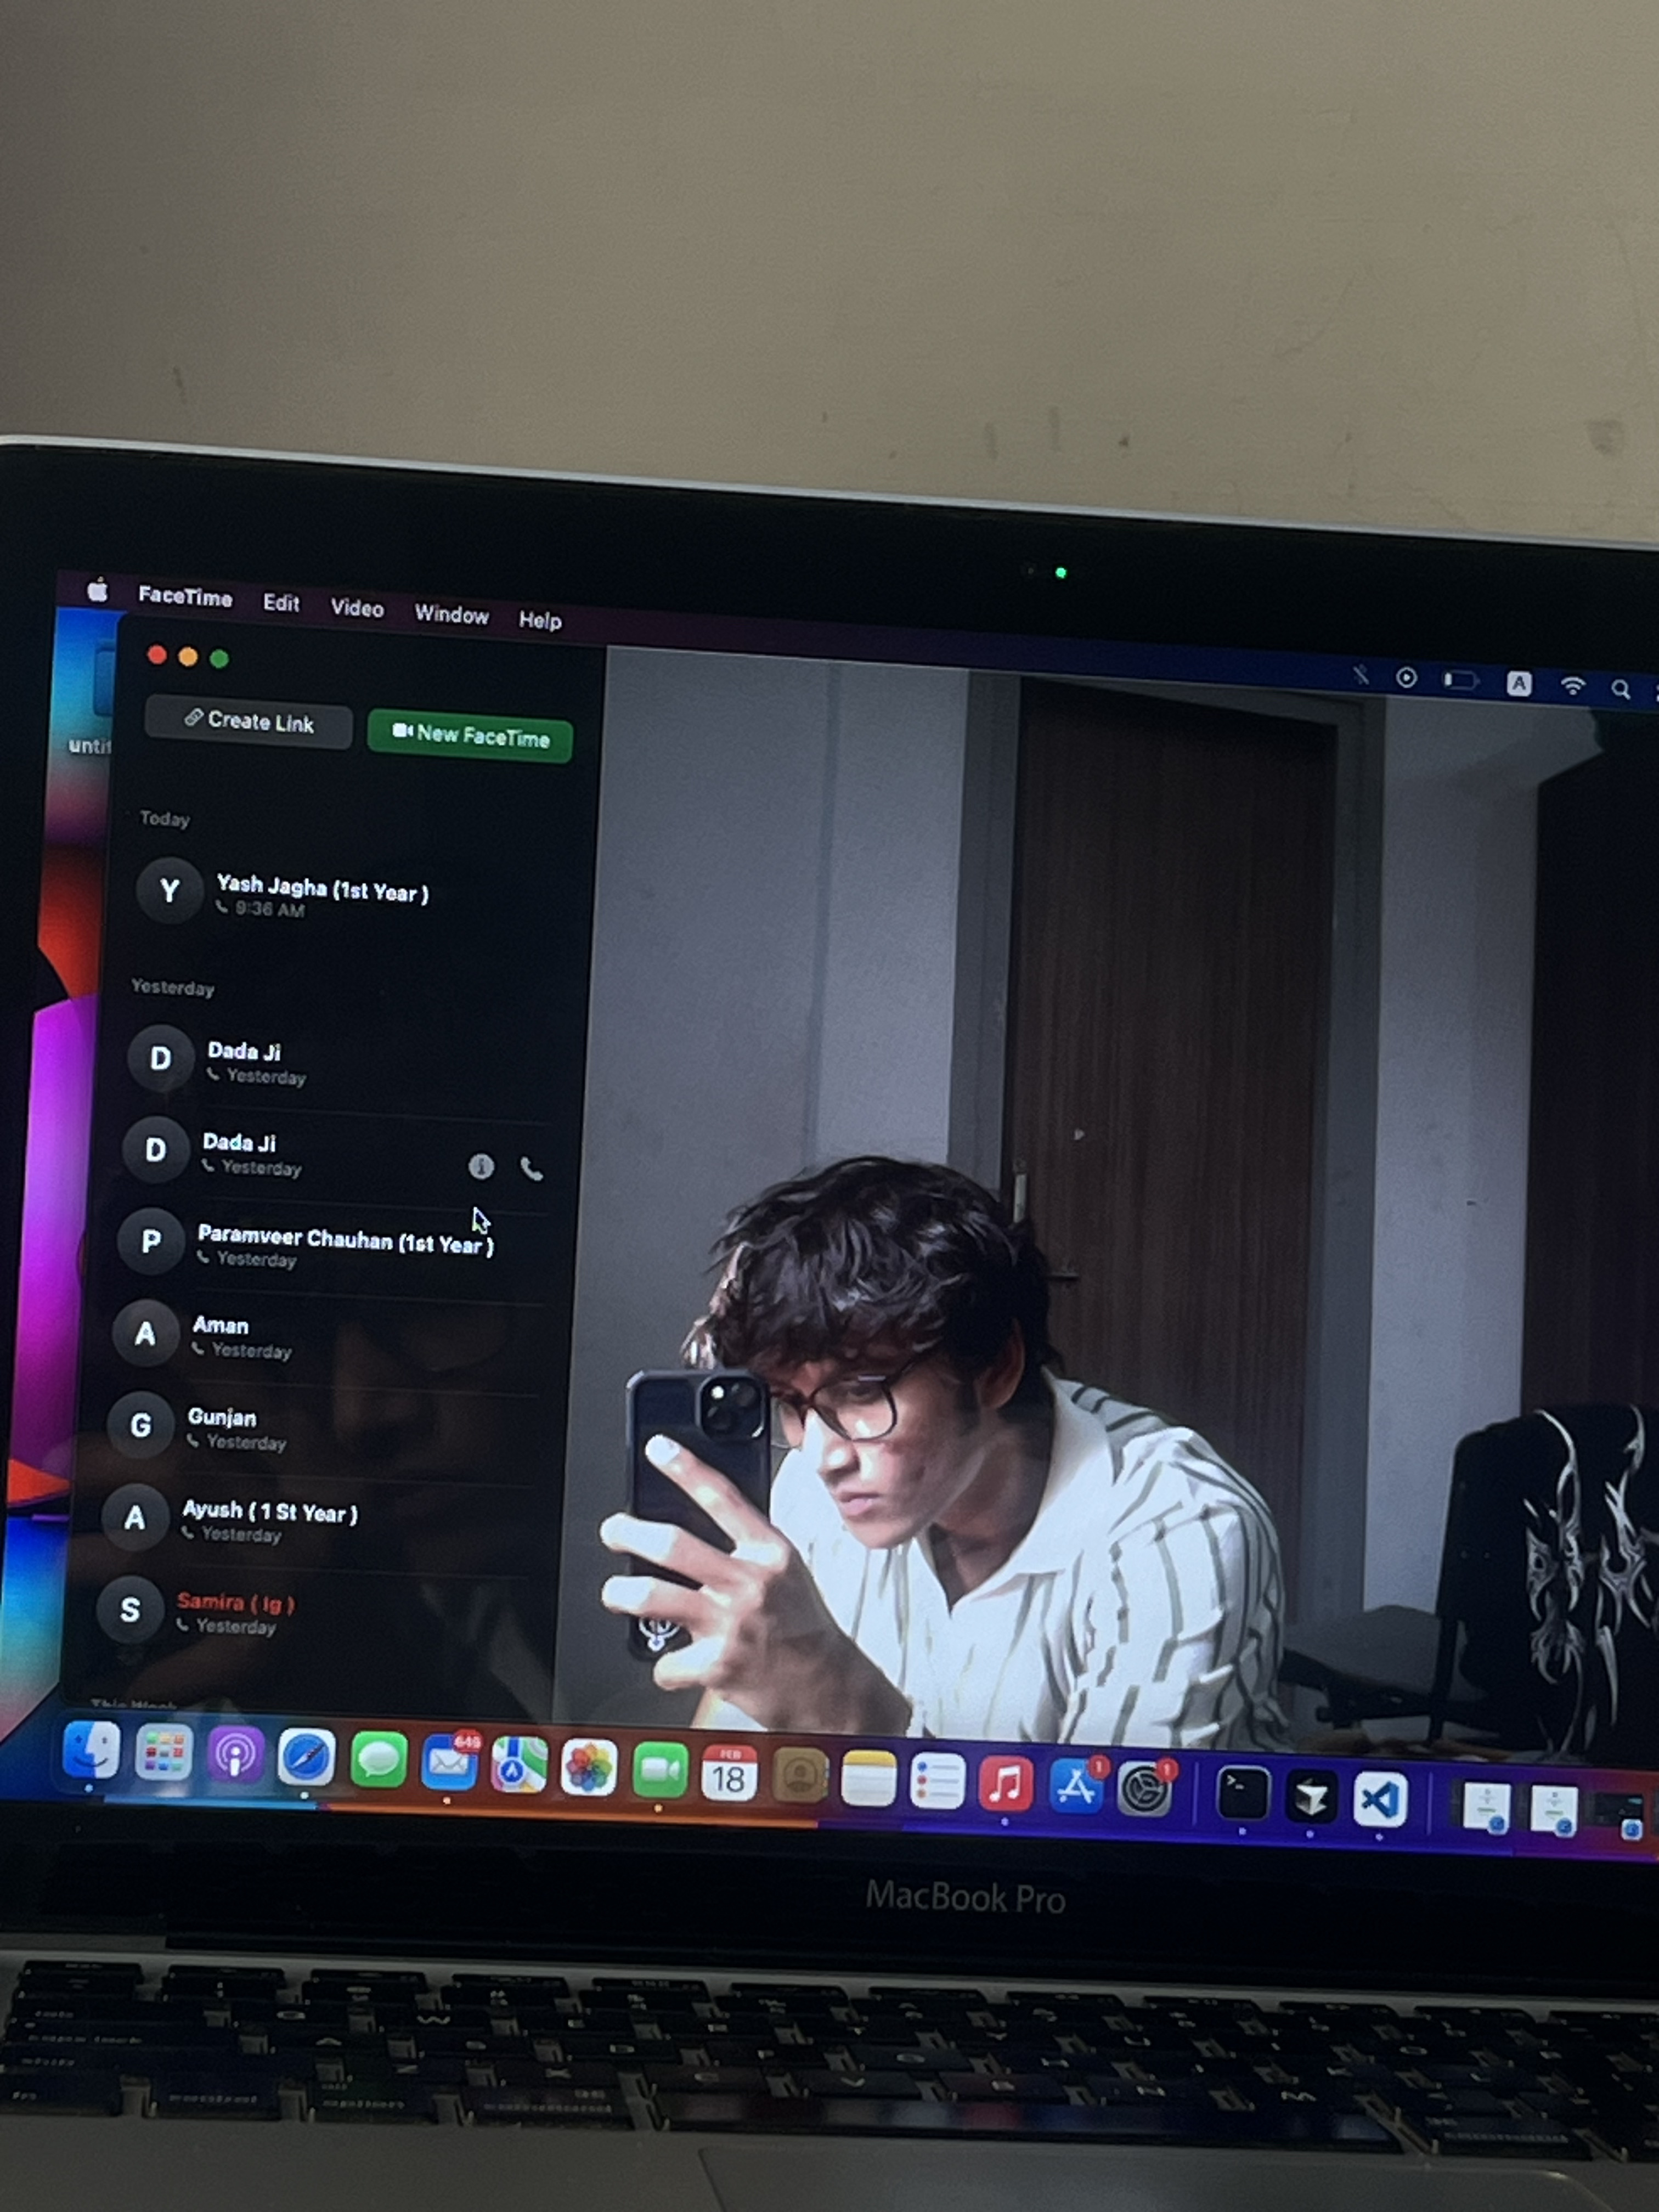 FaceTime Edit Video Window Help
A
Create Link New FaceTime
Today
Y Yash Jagha (1st Year )
9:36 AM
Yesterday
D Dada Ji
Yesterday
D Dada Ji
Yesterday
P Paramveer Chauhan (1st Year )
Yesterday
A Aman
Yesterday
G Gunjan
Yesterday
A Ayush ( 1 St Year )
Yesterday
S Samira ( Ig )
Yesterday
This Week
FEB
18
1
1
MacBook Pro